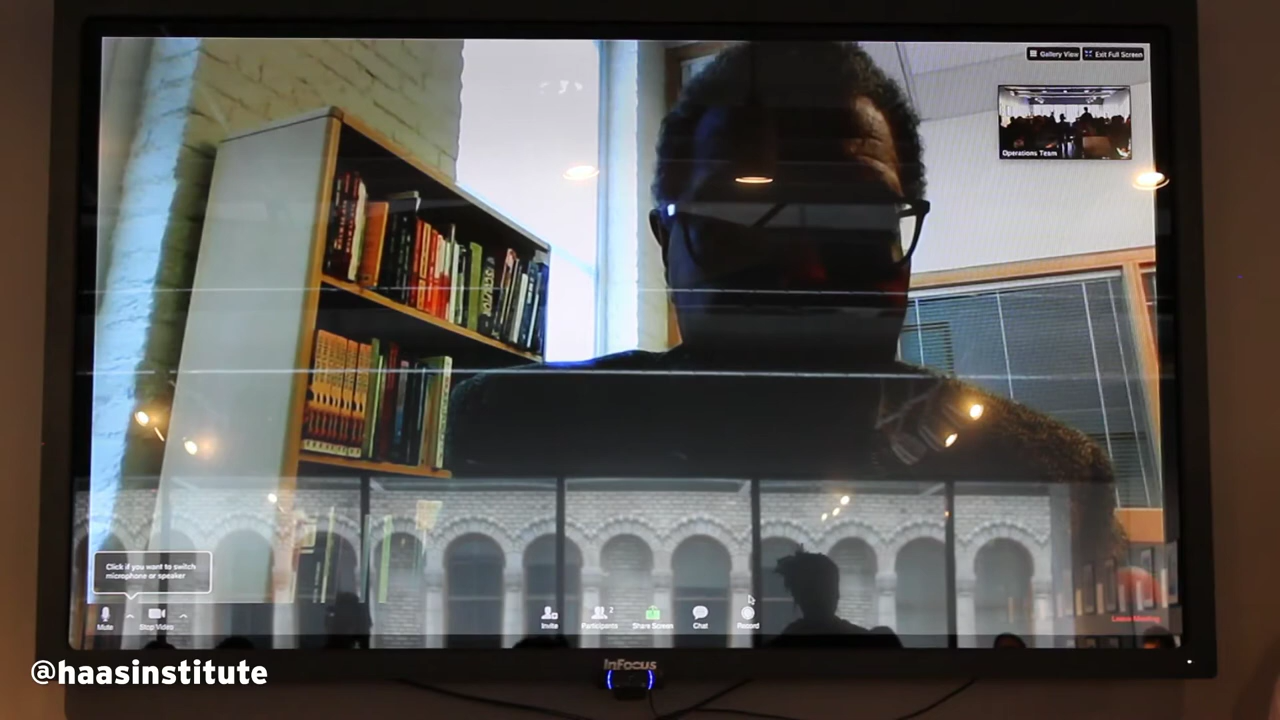 Gallery View
Exit Full Screen
Operations Team
Click if you want to switch
microphone or speaker
Mute
Stop Video
Invite
2
Participants
Share Screen
Chat
Record
Leave Meeting
InFocus
@haasinstitute